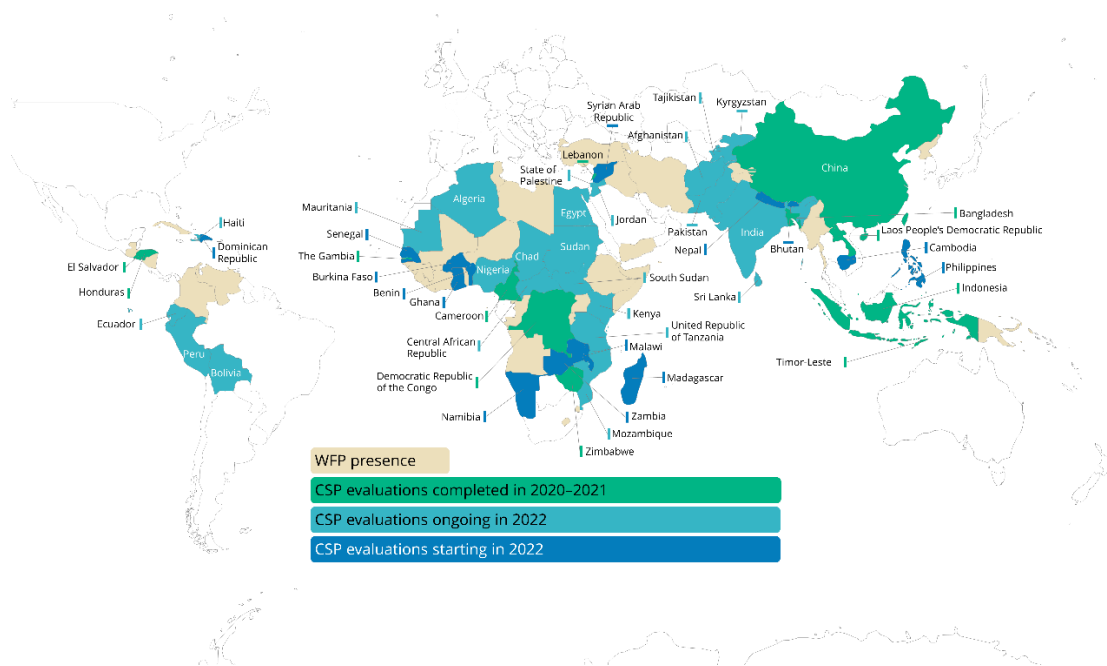 Tajikistan
Kyrgyzstan
Syrian Arab
Republic
Afghanistan
Lebanon
China
State of
Palestine
Algeria
Mauritania
Egypt
Jordan
Bangladesh
Haiti
Pakistan
India
Laos People's Democratic Republic
Senegal
Sudan
Nepal
Bhutan
Cambodia
Dominican
Republic
The Gambia
Chad
El Salvador
Nigeria
Philippines
Burkina Faso
South Sudan
Honduras
Benin
Indonesia
Ghana
Sri Lanka
Cameroon
Kenya
Ecuador
United Republic
of Tanzania
Central African
Republic
Malawi
Peru
Timor-Leste
Bolivia
Democratic Republic
of the Congo
Madagascar
Namibia
Zambia
Mozambique
Zimbabwe
WFP presence
CSP evaluations completed in 2020–2021
CSP evaluations ongoing in 2022
CSP evaluations starting in 2022